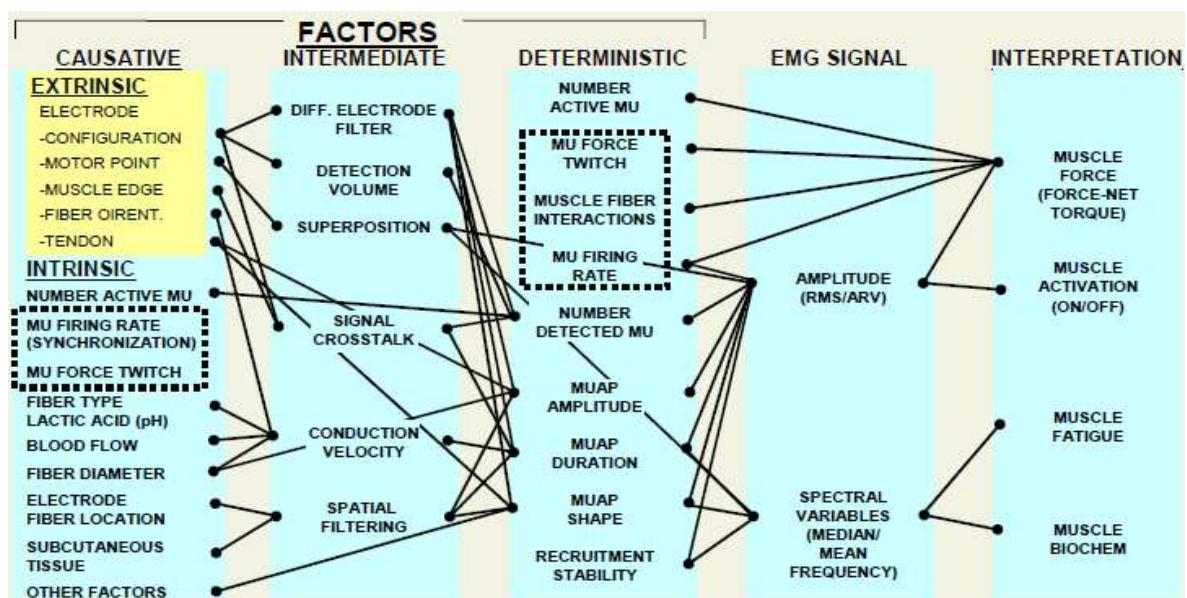 FACTORS
CAUSATIVE
EXTRINSIC
ELECTRODE
-CONFIGURATION
-MOTOR POINT
-MUSCLE EDGE
-FIBER OIRENT.
-TENDON
INTRINSIC
NUMBER ACTIVE MU
MU FIRING RATE
(SYNCHRONIZATION)
MU FORCE TWITCH
FIBER TYPE
LACTIC ACID (pH)
BLOOD FLOW
FIBER DIAMETER
ELECTRODE
FIBER LOCATION
SUBCUTANEOUS
TISSUE
OTHER FACTORS
INTERMEDIATE
DIFF. ELECTRODE
FILTER
DETECTION
VOLUME
SUPERPOSITION
SIGNAL
CROSSTALK
CONDUCTION
VELOCITY
SPATIAL
FILTERING
DETERMINISTIC
NUMBER
ACTIVE MU
MU FORCE
TWITCH
MUSCLE FIBER
INTERACTIONS
MU FIRING
RATE
NUMBER
DETECTED MU
MUAP
AMPLITUDE
MUAP
DURATION
MUAP
SHAPE
RECRUITMENT
STABILITY
EMG SIGNAL
AMPLITUDE
(RMS/ARV)
SPECTRAL
VARIABLES
(MEDIAN/
MEAN
FREQUENCY)
INTERPRETATION
MUSCLE
FORCE
(FORCE-NET
TORQUE)
MUSCLE
ACTIVATION
(ON/OFF)
MUSCLE
FATIGUE
MUSCLE
BIOCHEM